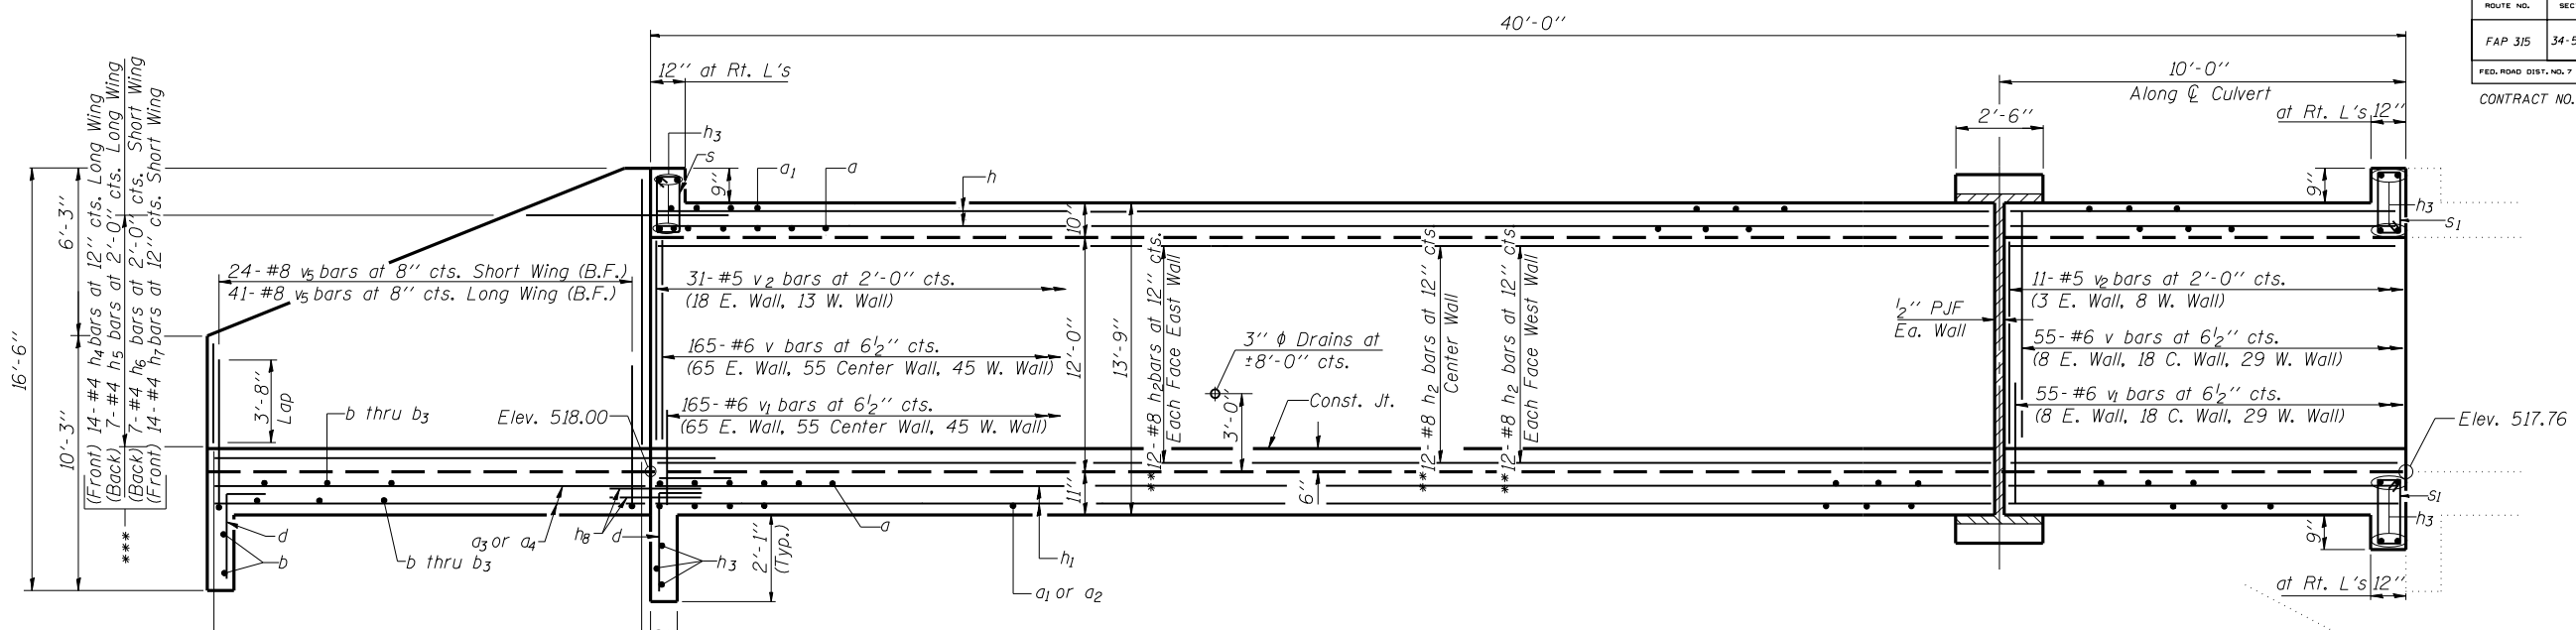 40'-0"
ROUTE NO.
FAP 315
34-5
FED. ROAD DIST. NO. 7
CONTRACT NO.
12" at Rt. L's
10'-0"
Along ℄ Culvert
2'-6"
at Rt. L's 12"
h3
s
9"
a1
a
h
10"
9"
h3
s1
16'-6"
6'-3"
10'-3"
(Front) 14-#4 h4 bars at 12" cts. Long Wing
(Back) 7-#4 h5 bars at 2'-0" cts. Long Wing
(Back) 7-#4 h6 bars at 2'-0" cts. Short Wing
(Front) 14-#4 h7 bars at 12" cts. Short Wing
***
24-#8 v5 bars at 8" cts. Short Wing (B.F.)
41-#8 v5 bars at 8" cts. Long Wing (B.F.)
31-#5 v2 bars at 2'-0" cts.
(18 E. Wall, 13 W. Wall)
165-#6 v bars at 6 1/2" cts.
(65 E. Wall, 55 Center Wall, 45 W. Wall)
165-#6 v1 bars at 6 1/2" cts.
(65 E. Wall, 55 Center Wall, 45 W. Wall)
3'-8"
Lap
b thru b3
Elev. 518.00
12'-0"
13'-9"
11"
**12-#8 h2 bars at 12" cts.
Each Face East Wall
3" ϕ Drains at
±8'-0" cts.
3'-0"
Const. Jt.
6"
**12-#8 h2 bars at 12" cts.
Center Wall
**12-#8 h2 bars at 12" cts.
Each Face West Wall
1/2" PJF
Ea. Wall
11-#5 v2 bars at 2'-0" cts.
(3 E. Wall, 8 W. Wall)
55-#6 v bars at 6 1/2" cts.
(8 E. Wall, 18 C. Wall, 29 W. Wall)
55-#6 v1 bars at 6 1/2" cts.
(8 E. Wall, 18 C. Wall, 29 W. Wall)
Elev. 517.76
d
b
a3 or a4
b thru b3
h8
d
h3
2'-1"
(Typ.)
a
h1
a1 or a2
s1
h3
9"
at Rt. L's 12"